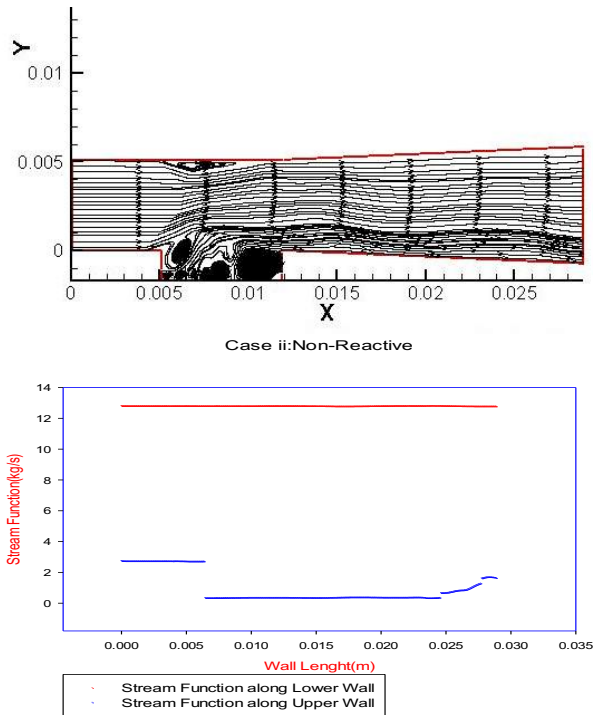 Y
0.01
0.005
0
0 0.005 0.01 0.015 0.02 0.025
X
Case ii:Non-Reactive
14
12
10
8
6
4
2
0
Stream Function(kg/s)
0.000 0.005 0.010 0.015 0.020 0.025 0.030 0.035
Wall Lenght(m)
Stream Function along Lower Wall
Stream Function along Upper Wall